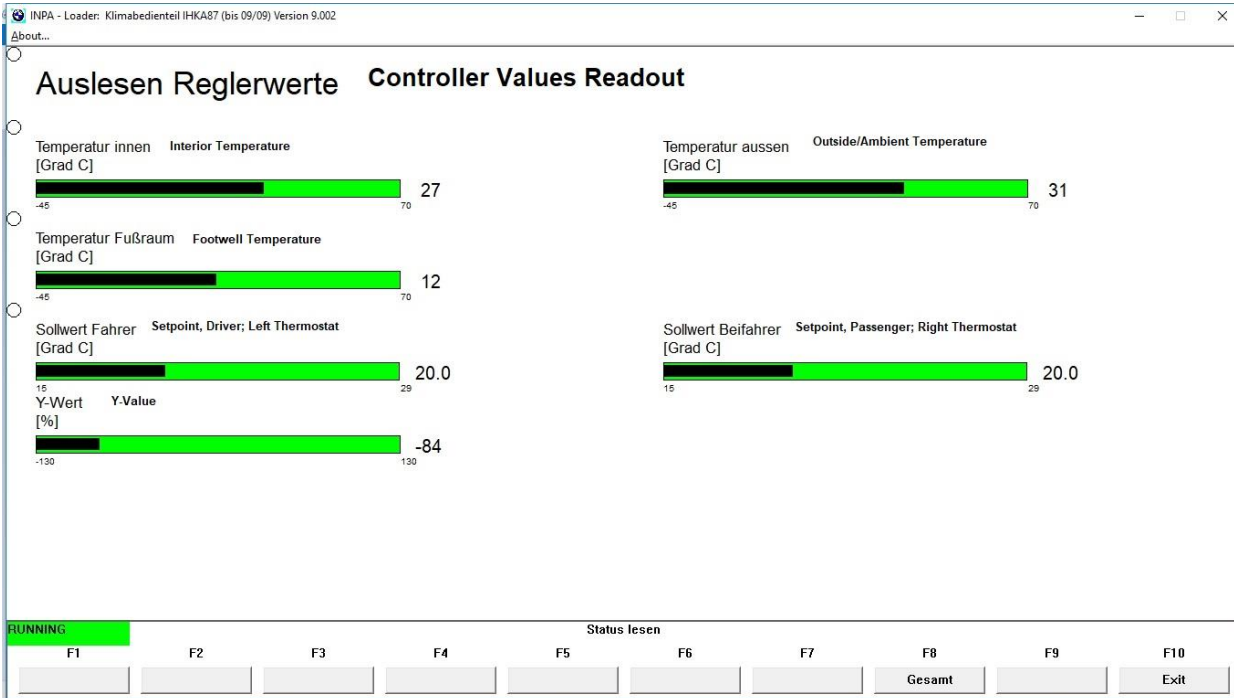 INPA - Loader: Klimabedienteil IHKA87 (bis 09/09) Version 9.002
About...
Auslesen Reglerwerte Controller Values Readout
Temperatur innen Interior Temperature
[Grad C]
27
-45 70
Temperatur aussen Outside/Ambient Temperature
[Grad C]
31
-45 70
Temperatur Fußraum Footwell Temperature
[Grad C]
12
-45 70
Sollwert Fahrer Setpoint, Driver; Left Thermostat
[Grad C]
20.0
15 29
Sollwert Beifahrer Setpoint, Passenger; Right Thermostat
[Grad C]
20.0
15 29
Y-Wert Y-Value
[%]
-84
-130 130
RUNNING Status lesen
F1 F2 F3 F4 F5 F6 F7 F8 F9 F10
Gesamt Exit